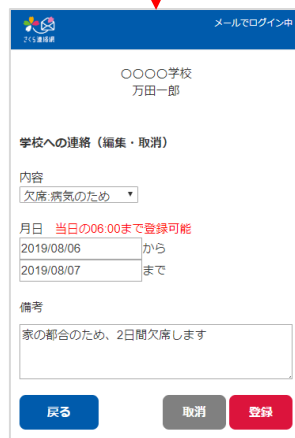 さくら連絡網
メールでログイン中
〇〇〇〇学校
万田一郎
学校への連絡（編集・取消）
内容
欠席:病気のため
月日 当日の06:00まで登録可能
2019/08/06 から
2019/08/07 まで
備考
家の都合のため、2日間欠席します
戻る 取消 登録